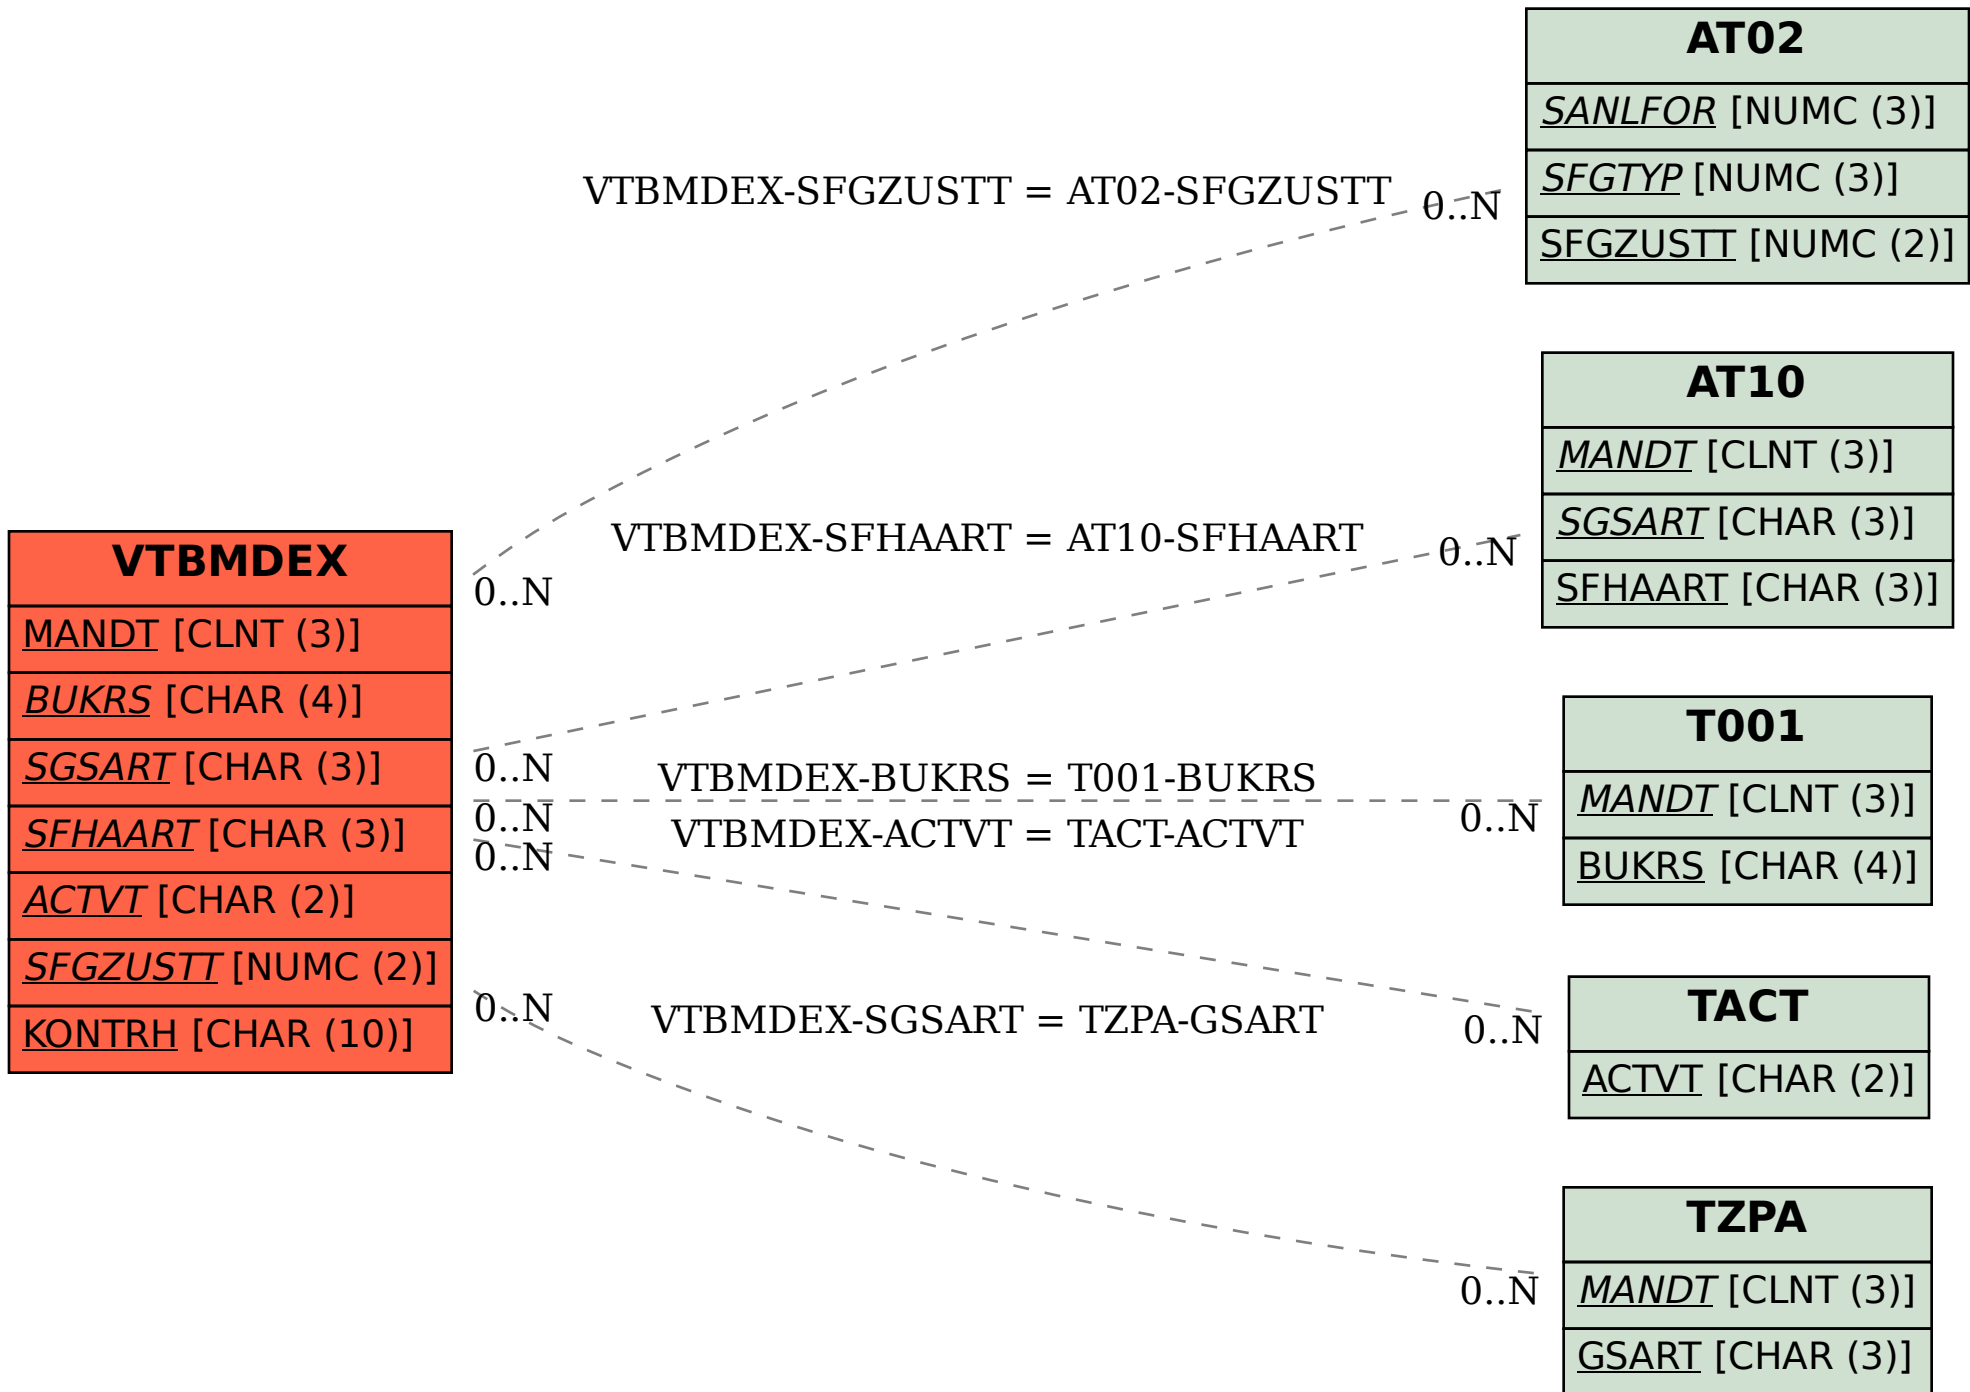 AT02
SANLFOR [NUMC (3)]
SFGTYP [NUMC (3)]
SFGZUSTT [NUMC (2)]
VTBMDEX-SFGZUSTT = AT02-SFGZUSTT
0..N
0..N
AT10
MANDT [CLNT (3)]
SGSART [CHAR (3)]
SFHAART [CHAR (3)]
VTBMDEX-SFHAART = AT10-SFHAART
0..N
0..N
VTBMDEX
MANDT [CLNT (3)]
BUKRS [CHAR (4)]
SGSART [CHAR (3)]
SFHAART [CHAR (3)]
ACTVT [CHAR (2)]
SFGZUSTT [NUMC (2)]
KONTRH [CHAR (10)]
VTBMDEX-BUKRS = T001-BUKRS
0..N
0..N
T001
MANDT [CLNT (3)]
BUKRS [CHAR (4)]
VTBMDEX-ACTVT = TACT-ACTVT
0..N
0..N
TACT
ACTVT [CHAR (2)]
VTBMDEX-SGSART = TZPA-GSART
0..N
0..N
TZPA
MANDT [CLNT (3)]
GSART [CHAR (3)]